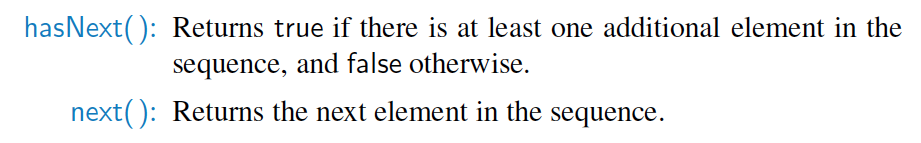 hasNext( ): Returns true if there is at least one additional element in the
sequence, and false otherwise.
next( ): Returns the next element in the sequence.